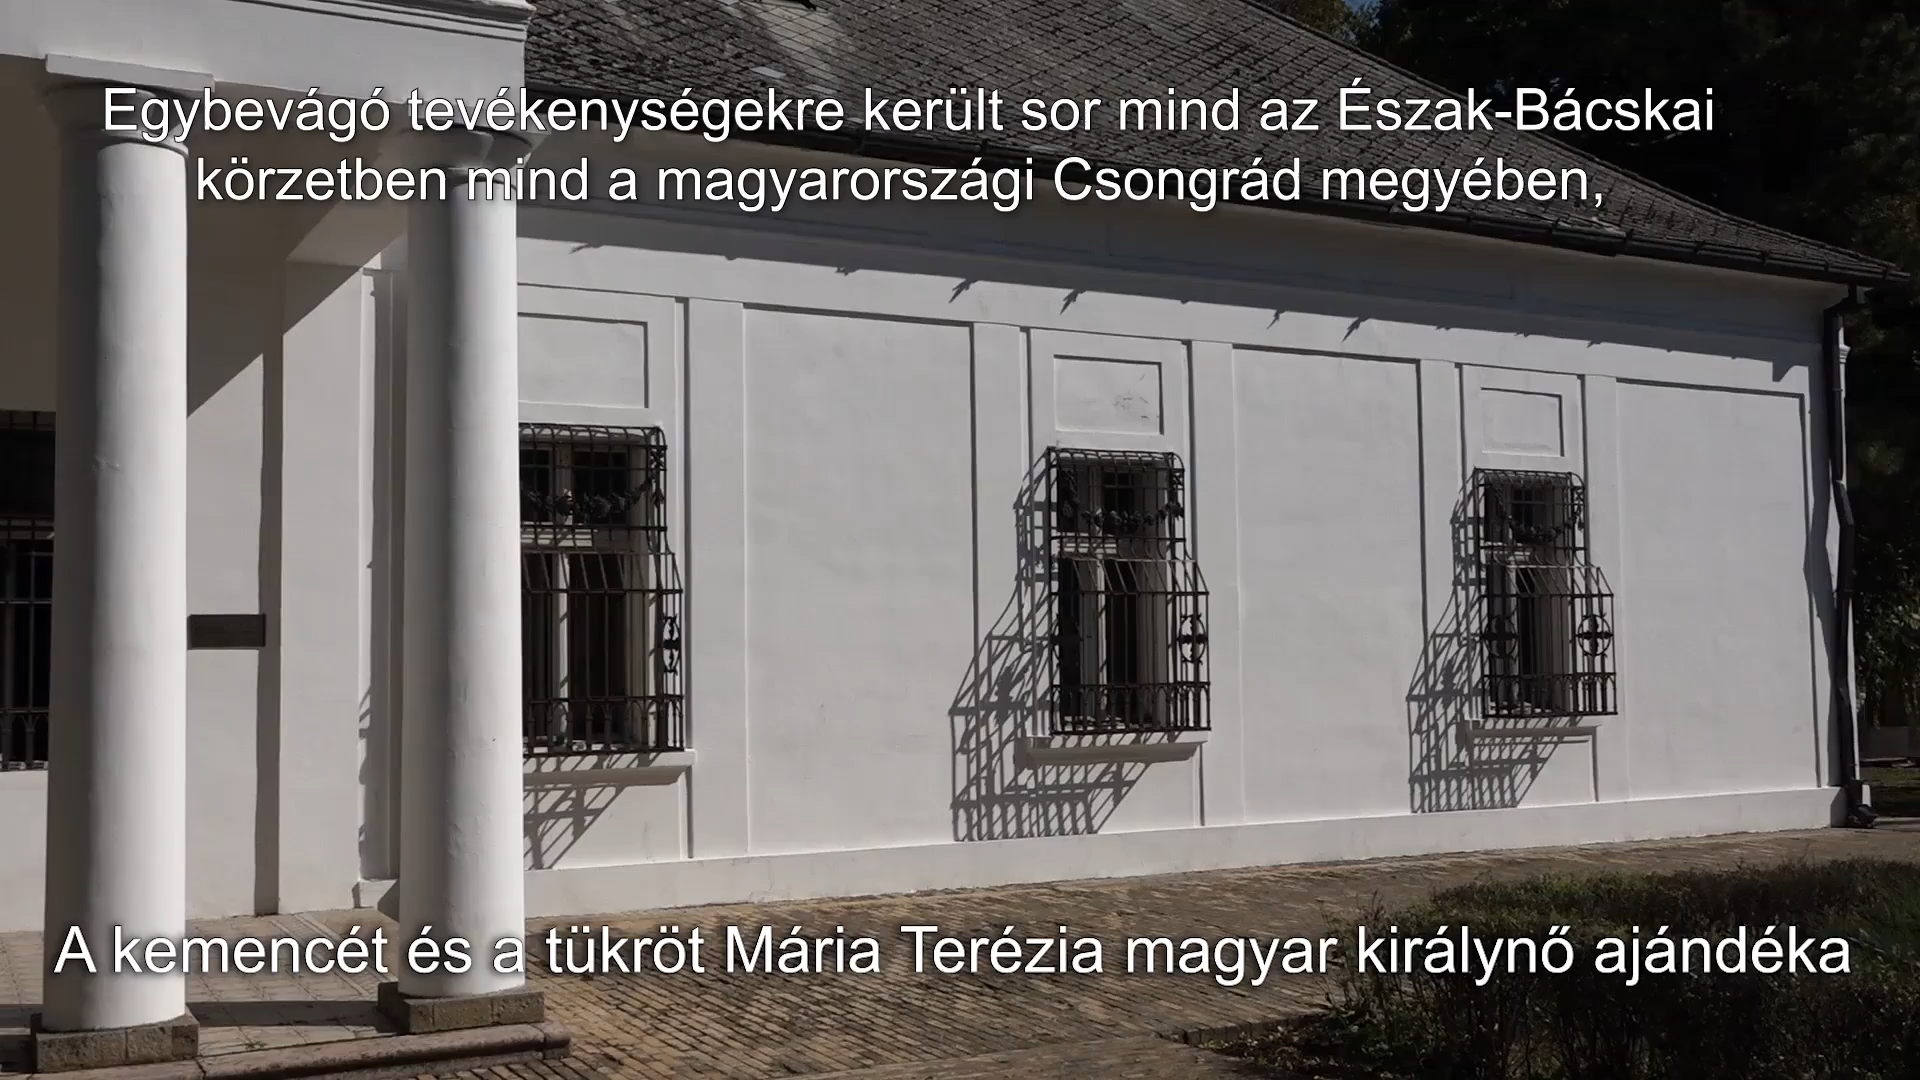 Egybevágó tevékenységekre került sor mind az Észak-Bácskai
körzetben mind a magyarországi Csongrád megyében,
A kemencét és a tükröt Mária Terézia magyar királynő ajándéka